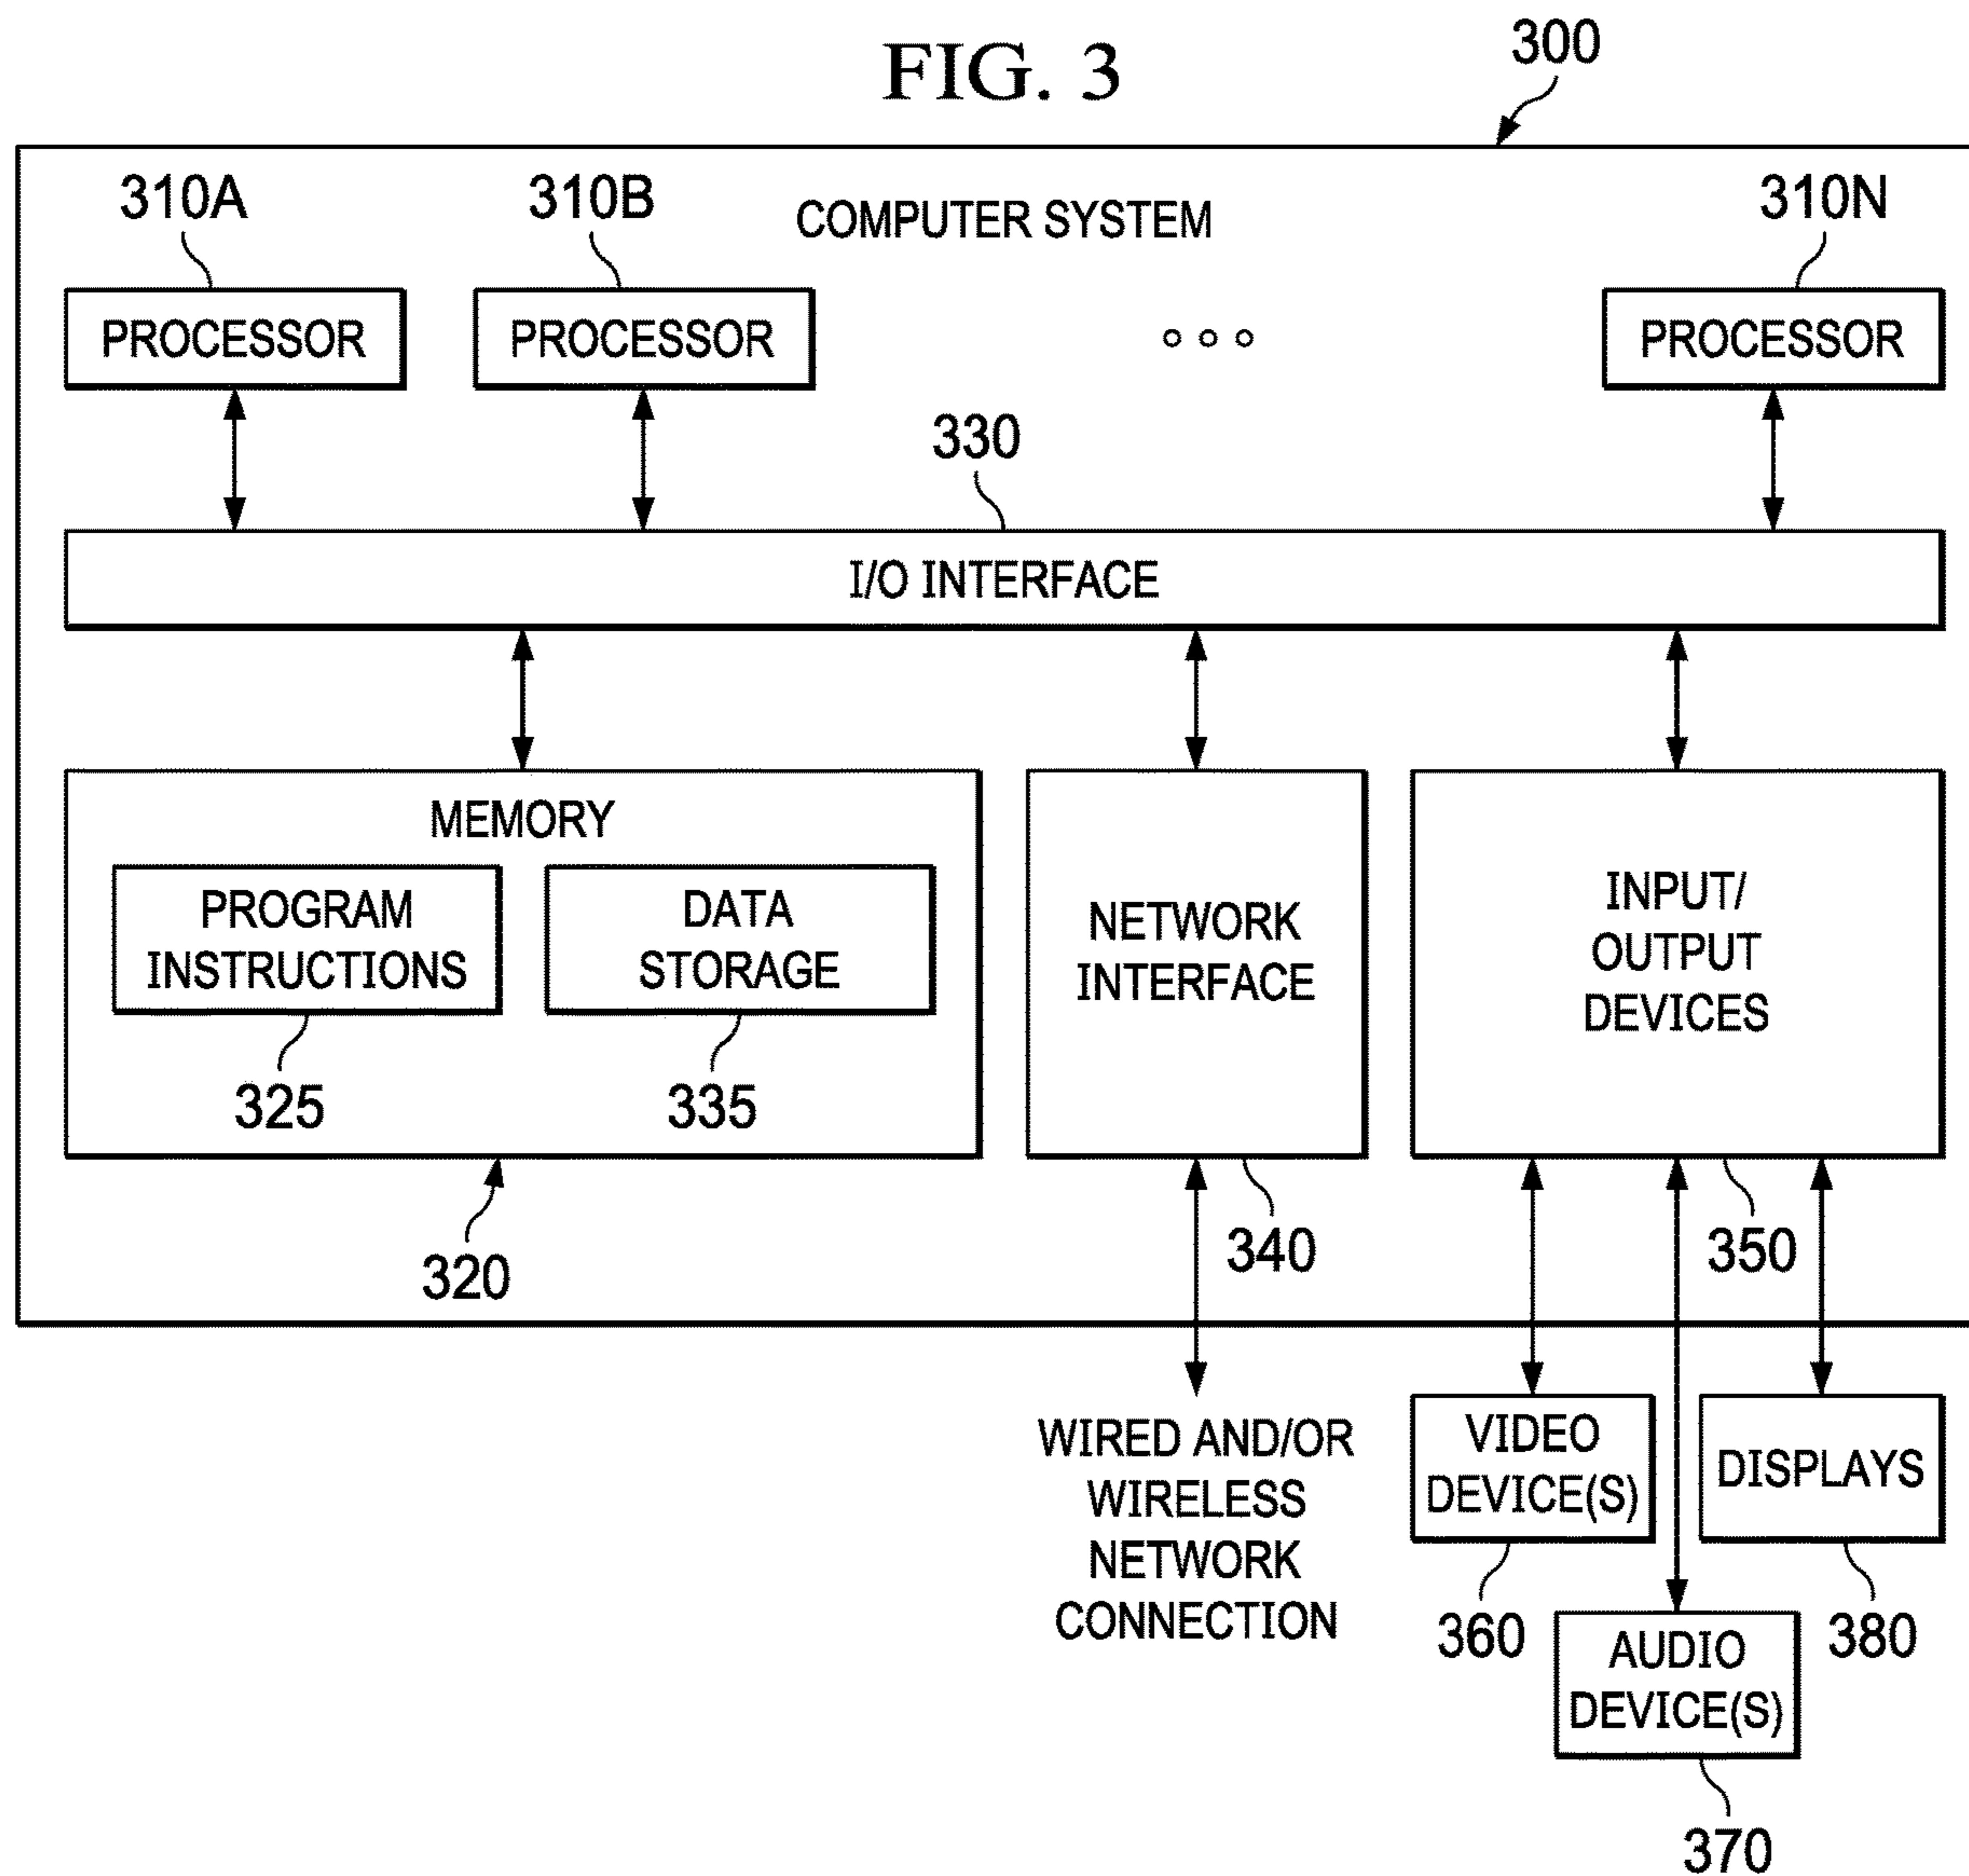 FIG. 3
300
310A
310B
COMPUTER SYSTEM
310N
PROCESSOR
PROCESSOR
PROCESSOR
330
I/O INTERFACE
MEMORY
PROGRAM
INSTRUCTIONS
DATA
STORAGE
325
335
320
NETWORK
INTERFACE
340
INPUT/
OUTPUT
DEVICES
350
WIRED AND/OR
WIRELESS
NETWORK
CONNECTION
VIDEO
DEVICE(S)
360
DISPLAYS
380
AUDIO
DEVICE(S)
370